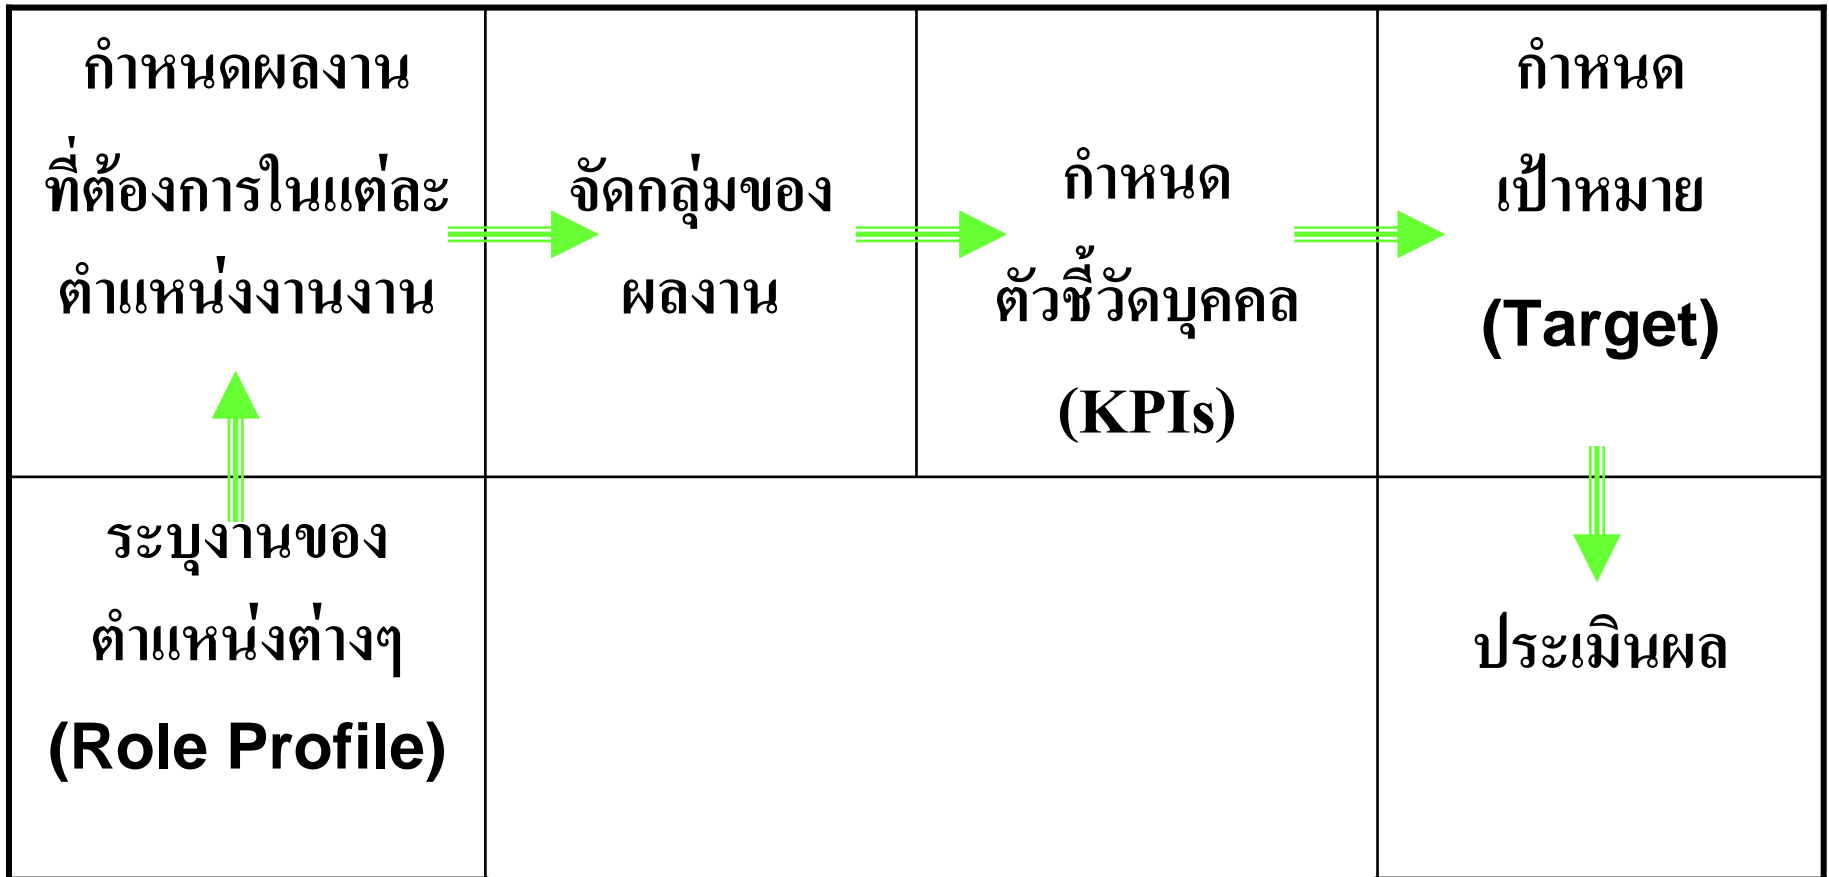 กำหนดผลงาน
ที่ต้องการในแต่ละ
ตำแหน่งงานงาน
จัดกลุ่มของ
ผลงาน
กำหนด
ตัวชี้วัดบุคคล
(KPIs)
กำหนด
เป้าหมาย
(Target)
ระบุงานของ
ตำแหน่งต่างๆ
(Role Profile)
ประเมินผล